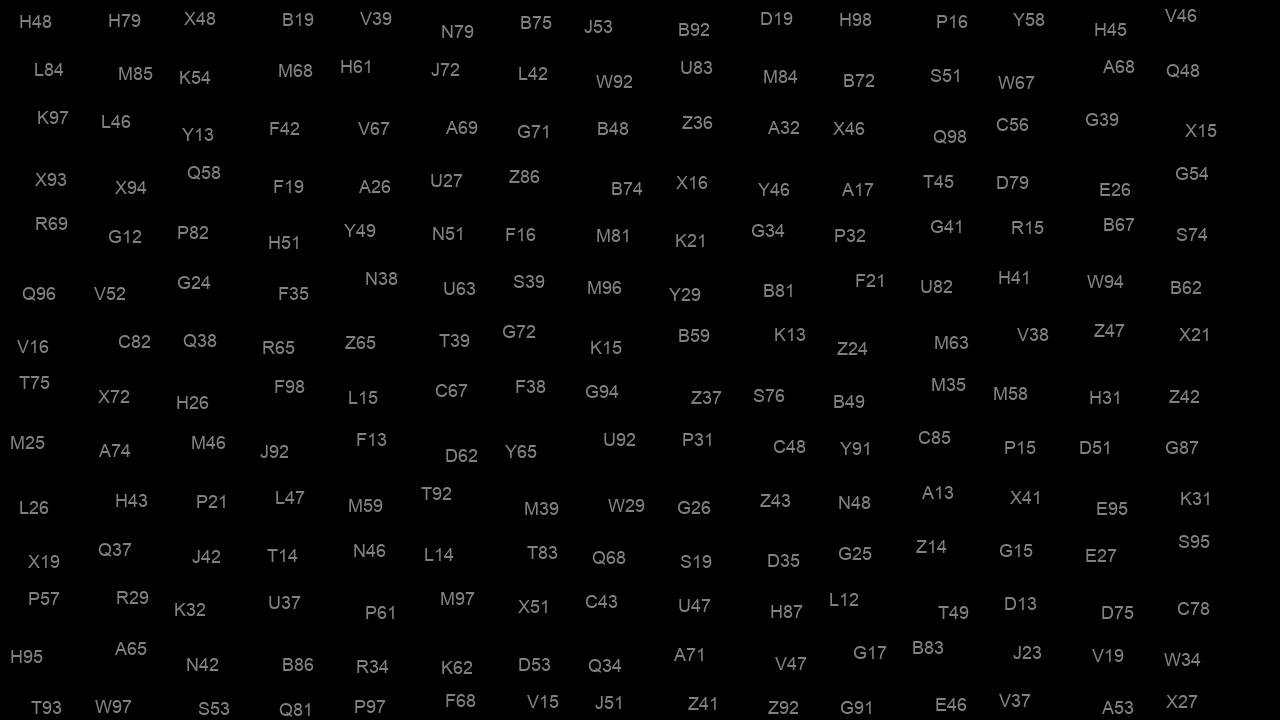 H48 H79 X48 B19 V39 N79 B75 J53 B92 D19 H98 P16 Y58 H45 V46
L84 M85 K54 M68 H61 J72 L42 W92 U83 M84 B72 S51 W67 A68 Q48
K97 L46 Y13 F42 V67 A69 G71 B48 Z36 A32 X46 Q98 C56 G39 X15
X93 X94 Q58 F19 A26 U27 Z86 B74 X16 Y46 A17 T45 D79 E26 G54
R69 G12 P82 H51 Y49 N51 F16 M81 K21 G34 P32 G41 R15 B67 S74
Q96 V52 G24 F35 N38 U63 S39 M96 Y29 B81 F21 U82 H41 W94 B62
V16 C82 Q38 R65 Z65 T39 G72 K15 B59 K13 Z24 M63 V38 Z47 X21
T75 X72 H26 F98 L15 C67 F38 G94 Z37 S76 B49 M35 M58 H31 Z42
M25 A74 M46 J92 F13 D62 Y65 U92 P31 C48 Y91 C85 P15 D51 G87
L26 H43 P21 L47 M59 T92 M39 W29 G26 Z43 N48 A13 X41 E95 K31
X19 Q37 J42 T14 N46 L14 T83 Q68 S19 D35 G25 Z14 G15 E27 S95
P57 R29 K32 U37 P61 M97 X51 C43 U47 H87 L12 T49 D13 D75 C78
H95 A65 N42 B86 R34 K62 D53 Q34 A71 V47 G17 B83 J23 V19 W34
T93 W97 S53 Q81 P97 F68 V15 J51 Z41 Z92 G91 E46 V37 A53 X27